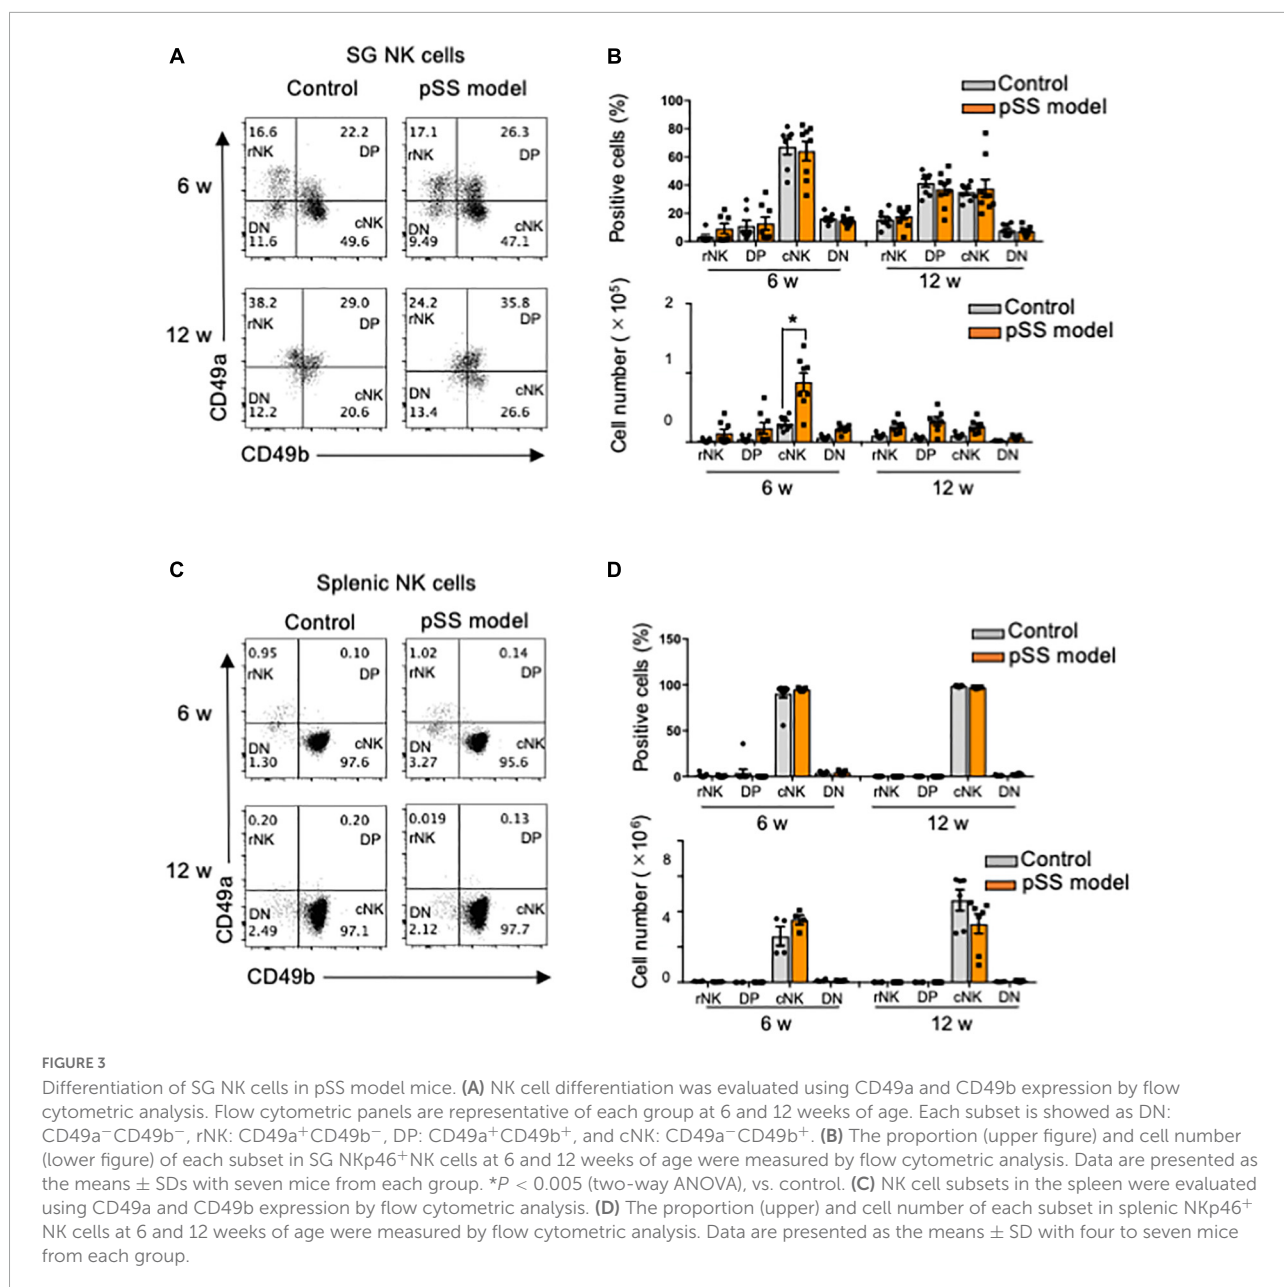 A
SG NK cells
Control
pSS model
16.6
22.2
rNK
DP
DN
cNK
11.6
49.6
17.1
26.3
rNK
DP
DN
cNK
9.49
47.1
6 w
38.2
29.0
rNK
DP
DN
cNK
12.2
20.6
24.2
35.8
rNK
DP
DN
cNK
13.4
26.6
12 w
CD49a
CD49b
B
Control
pSS model
Positive cells (%)
100
80
60
40
20
0
rNK
DP
cNK
DN
rNK
DP
cNK
DN
6 w
12 w
Control
pSS model
Cell number (×10⁵)
2
1
0
*
rNK
DP
cNK
DN
rNK
DP
cNK
DN
6 w
12 w
C
Splenic NK cells
Control
pSS model
0.95
0.10
rNK
DP
DN
cNK
1.30
97.6
1.02
0.14
rNK
DP
DN
cNK
3.27
95.6
6 w
0.20
0.20
rNK
DP
DN
cNK
2.49
97.1
0.019
0.13
rNK
DP
DN
cNK
2.12
97.7
12 w
CD49a
CD49b
D
Control
pSS model
Positive cells (%)
150
100
50
0
rNK
DP
cNK
DN
rNK
DP
cNK
DN
6 w
12 w
Control
pSS model
Cell number (×10⁶)
8
4
0
rNK
DP
cNK
DN
rNK
DP
cNK
DN
6 w
12 w
FIGURE 3
Differentiation of SG NK cells in pSS model mice. (A) NK cell differentiation was evaluated using CD49a and CD49b expression by flow
cytometric analysis. Flow cytometric panels are representative of each group at 6 and 12 weeks of age. Each subset is showed as DN:
CD49a⁻CD49b⁻, rNK: CD49a⁺CD49b⁻, DP: CD49a⁺CD49b⁺, and cNK: CD49a⁻CD49b⁺. (B) The proportion (upper figure) and cell number
(lower figure) of each subset in SG NKp46⁺NK cells at 6 and 12 weeks of age were measured by flow cytometric analysis. Data are presented as
the means ± SDs with seven mice from each group. *P < 0.005 (two-way ANOVA), vs. control. (C) NK cell subsets in the spleen were evaluated
using CD49a and CD49b expression by flow cytometric analysis. (D) The proportion (upper) and cell number of each subset in splenic NKp46⁺
NK cells at 6 and 12 weeks of age were measured by flow cytometric analysis. Data are presented as the means ± SD with four to seven mice
from each group.